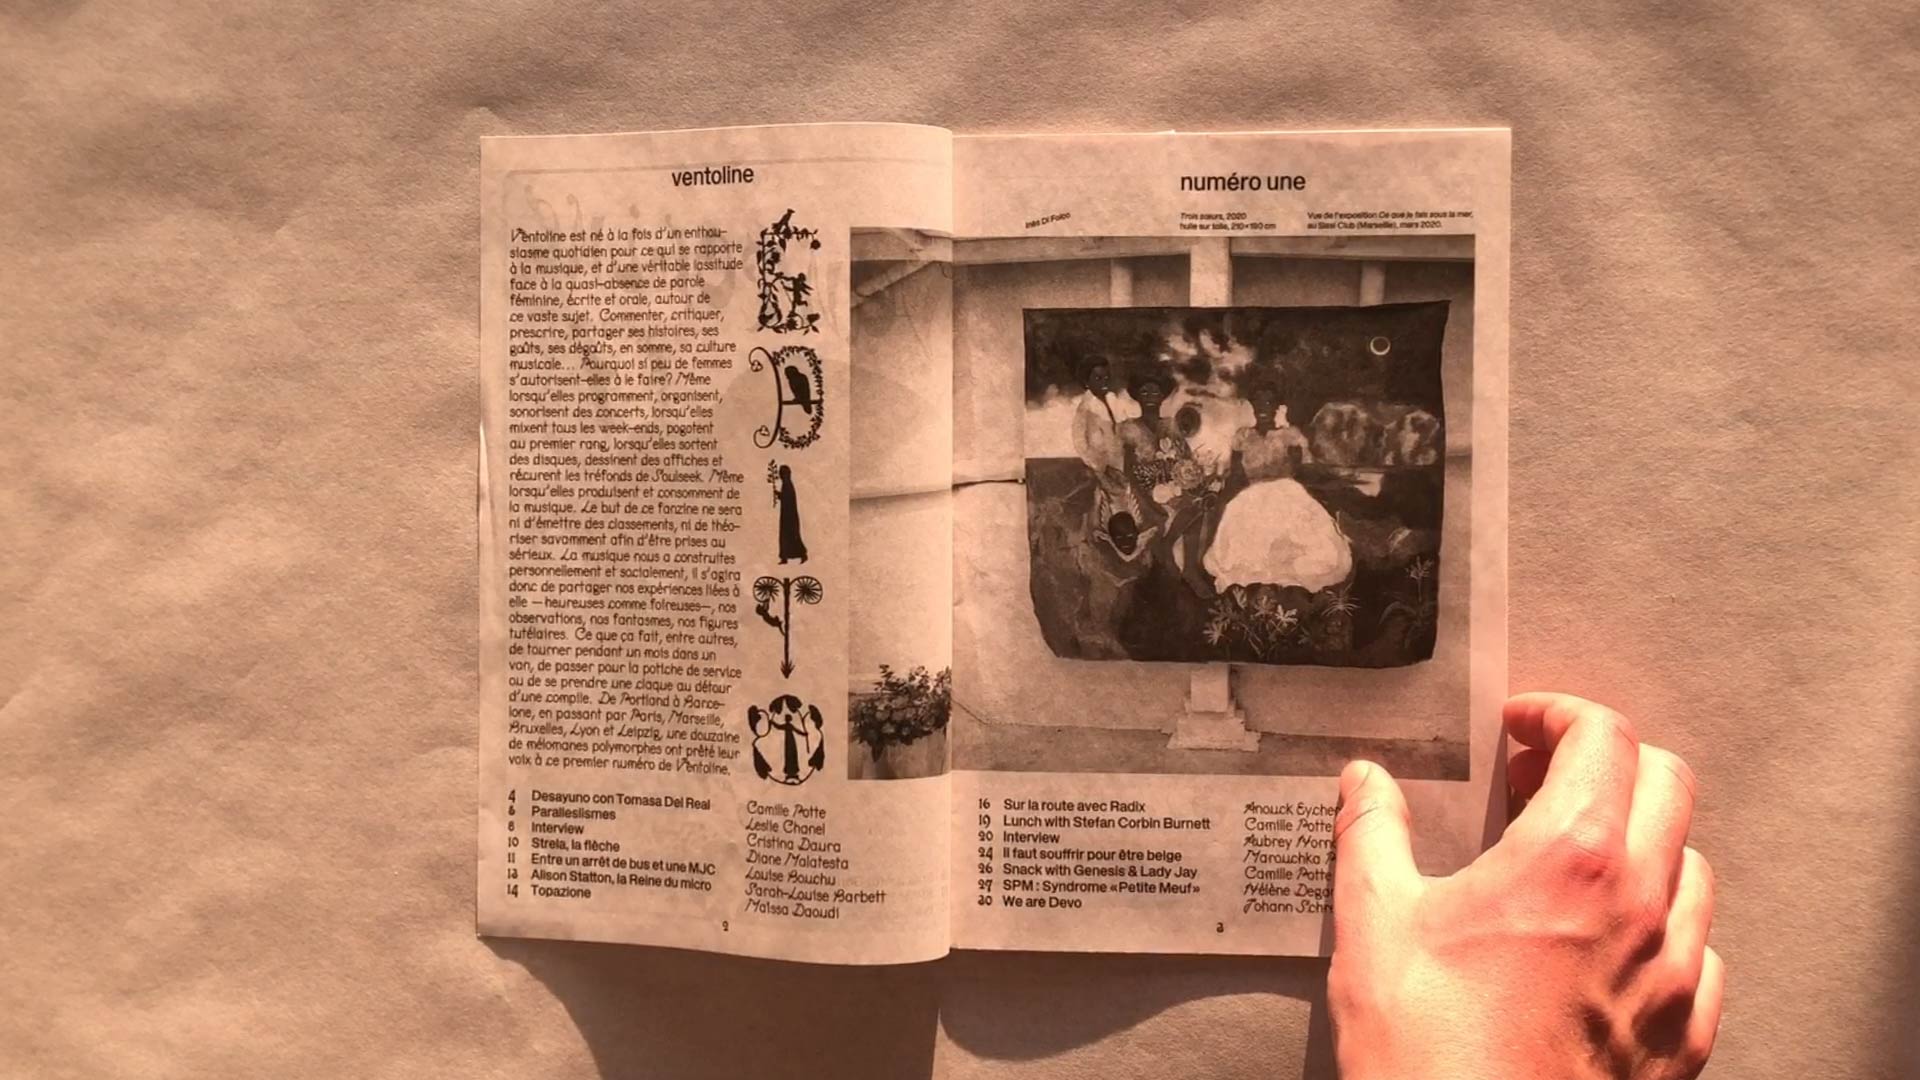 ventoline
Ventoline est né à la fois d'un enthou-
siasme quotidien pour ce qui se rapporte
à la musique, et d'une véritable lassitude
face à la quasi-absence de parole
féminine, écrite et orale, autour de
ce vaste sujet. Commenter, critiquer,
prescrire, partager ses histoires, ses
goûts, ses dégoûts, en somme, sa culture
musicale... Pourquoi si peu de femmes
s'autorisent-elles à le faire? Même
lorsqu'elles programment, organisent,
sonorisent des concerts, lorsqu'elles
mixent tous les week-ends, pogotent
au premier rang, lorsqu'elles sortent
des disques, dessinent des affiches et
récurent les tréfonds de Soulseek. Même
lorsqu'elles produisent et consomment de
la musique. Le but de ce fanzine ne sera
ni d'émettre des classements, ni de théo-
riser savamment afin d'être prises au
sérieux. La musique nous a construites
personnellement et socialement, il s'agira
donc de partager nos expériences liées à
elle — heureuses comme foireuses—, nos
observations, nos fantasmes, nos figures
tutélaires. Ce que ça fait, entre autres,
de tourner pendant un mois dans un
van, de passer pour la potiche de service
ou de se prendre une claque au détour
d'une compile. De Portland à Barce-
lone, en passant par Paris, Marseille,
Bruxelles, Lyon et Leipzig, une douzaine
de mélomanes polymorphes ont prêté leur
voix à ce premier numéro de Ventoline.
E
D
I
T
O
4 Desayuno con Tomasa Del Real Camille Potte
6 Paralleslismes Leslie Chanel
8 Interview Cristina Daura
10 Strela, la flèche Diane Malatesta
11 Entre un arrêt de bus et une MJC Louise Bouchu
13 Alison Statton, la Reine du micro Sarah-Louise Barbett
14 Topazione Maïssa Daoudi
2
numéro une
Inès Di Folco
Trois sœurs, 2020
huile sur toile, 210×180 cm
Vue de l'exposition Ce que je fais sous la mer,
au Sissi Club (Marseille), mars 2020.
16 Sur la route avec Radix Anouck Eyche
19 Lunch with Stefan Corbin Burnett Camille Potte
20 Interview Aubrey Horn
24 Il faut souffrir pour être belge Marouchka
26 Snack with Genesis & Lady Jay Camille Potte
27 SPM : Syndrome «Petite Meuf» Hélène Dega
30 We are Devo Johann Schr
3